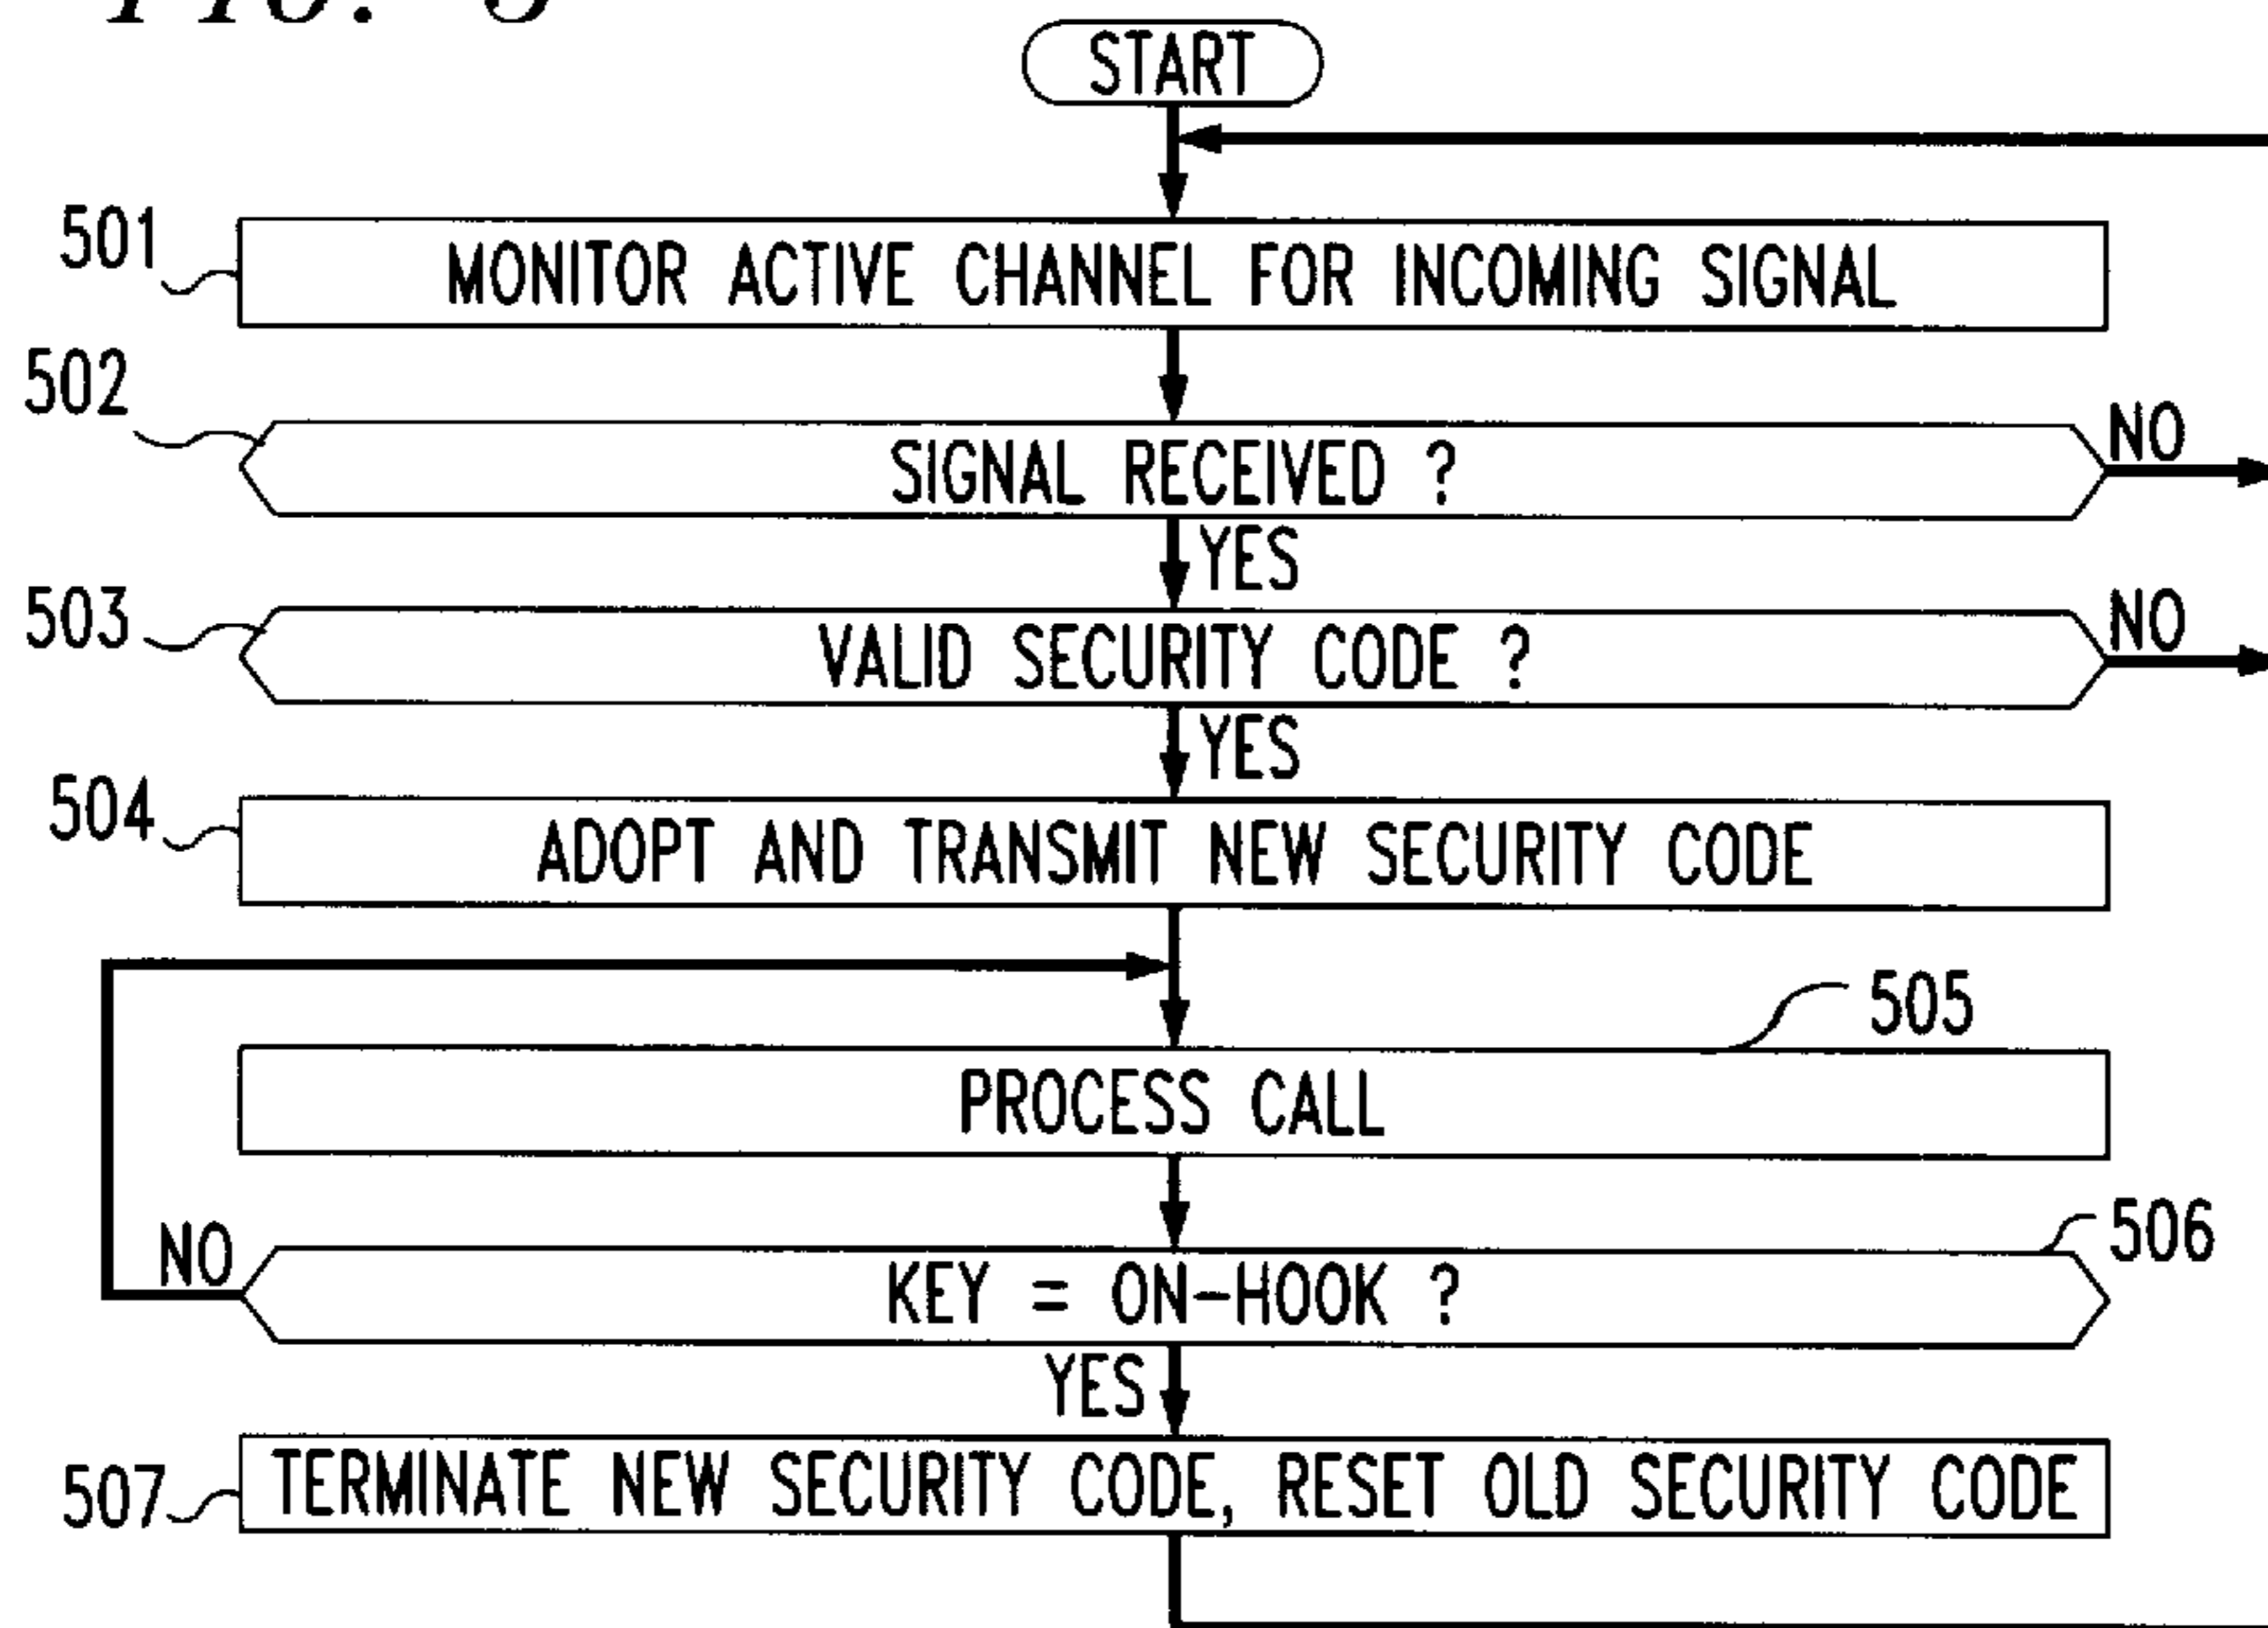 FIG. 5
START
501
MONITOR ACTIVE CHANNEL FOR INCOMING SIGNAL
502
SIGNAL RECEIVED ?
NO
YES
503
VALID SECURITY CODE ?
NO
YES
504
ADOPT AND TRANSMIT NEW SECURITY CODE
505
PROCESS CALL
506
NO
KEY = ON-HOOK ?
YES
507
TERMINATE NEW SECURITY CODE, RESET OLD SECURITY CODE